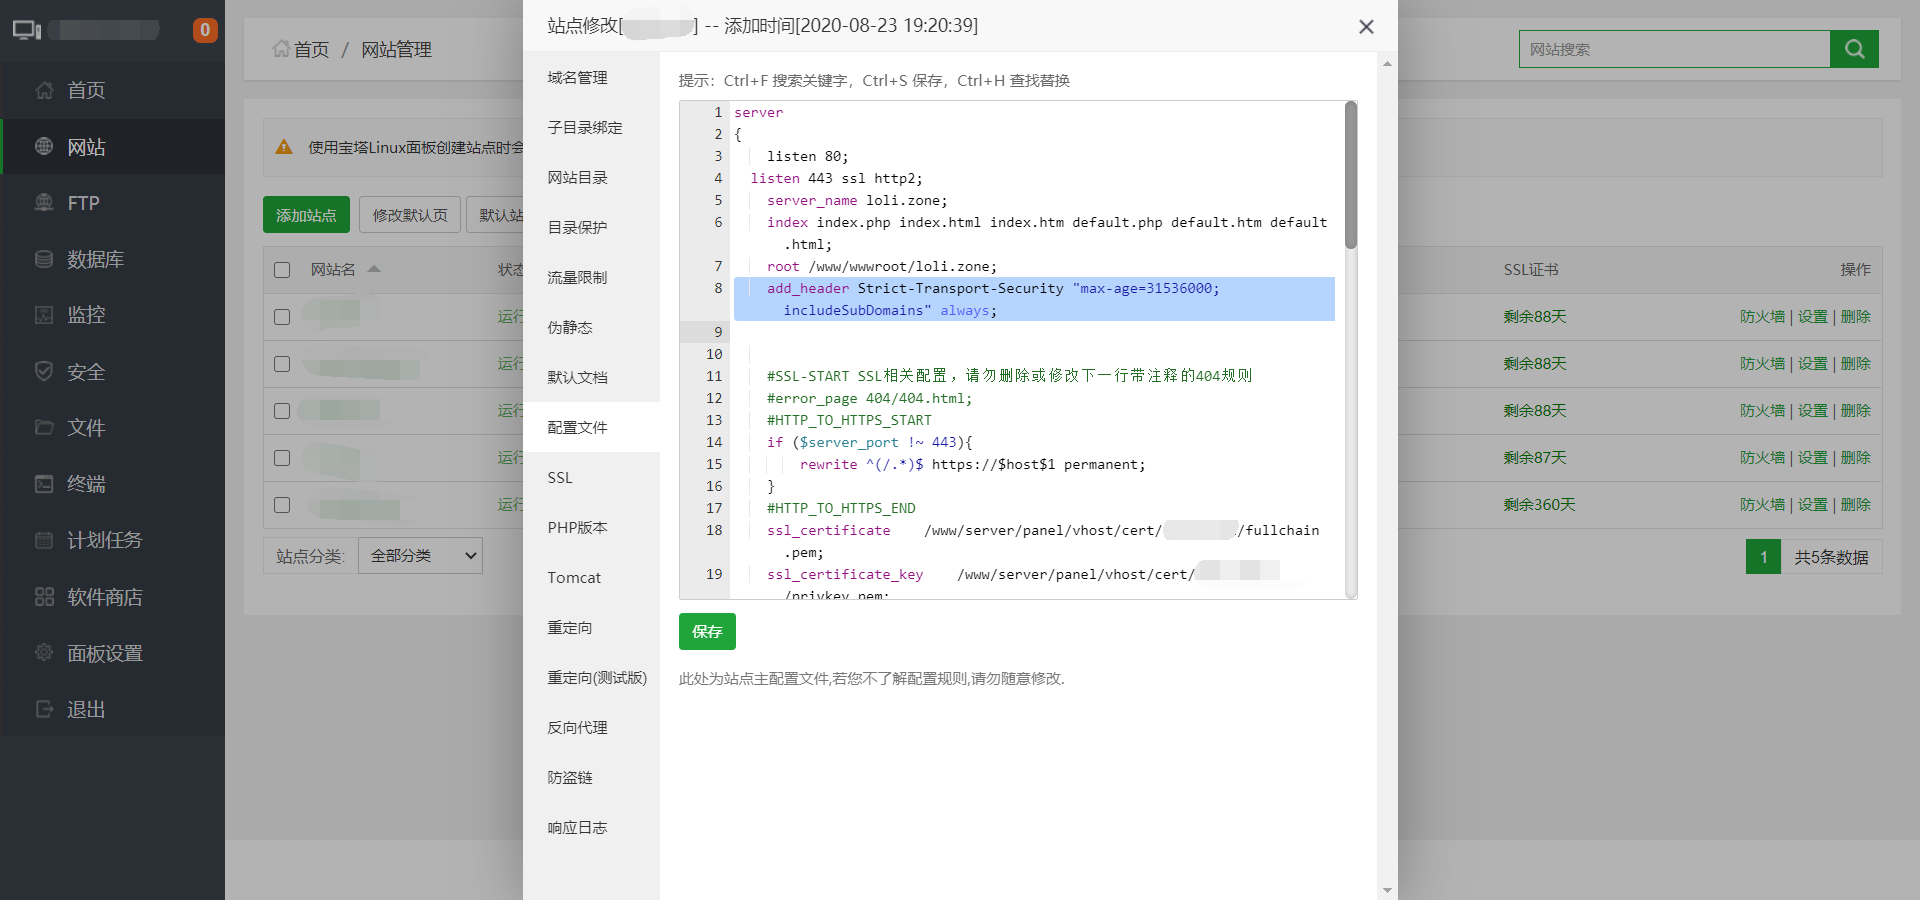 0
首页
网站
FTP
数据库
监控
安全
文件
终端
计划任务
软件商店
面板设置
退出
首页 / 网站管理
网站搜索
使用宝塔Linux面板创建站点时会
添加站点
修改默认页
默认站
网站名
状态
SSL证书
操作
运行
剩余88天
防火墙 | 设置 | 删除
运行
剩余88天
防火墙 | 设置 | 删除
运行
剩余88天
防火墙 | 设置 | 删除
运行
剩余87天
防火墙 | 设置 | 删除
运行
剩余360天
防火墙 | 设置 | 删除
站点分类:
全部分类
1
共5条数据
站点修改[ ] -- 添加时间[2020-08-23 19:20:39]
域名管理
子目录绑定
网站目录
目录保护
流量限制
伪静态
默认文档
配置文件
SSL
PHP版本
Tomcat
重定向
重定向(测试版)
反向代理
防盗链
响应日志
提示：Ctrl+F 搜索关键字，Ctrl+S 保存，Ctrl+H 查找替换
1 server
2 {
3 listen 80;
4 listen 443 ssl http2;
5 server_name loli.zone;
6 index index.php index.html index.htm default.php default.htm default
.html;
7 root /www/wwwroot/loli.zone;
8 add_header Strict-Transport-Security "max-age=31536000;
includeSubDomains" always;
9
10
11 #SSL-START SSL相关配置，请勿删除或修改下一行带注释的404规则
12 #error_page 404/404.html;
13 #HTTP_TO_HTTPS_START
14 if ($server_port !~ 443){
15 rewrite ^(/.*)$ https://$host$1 permanent;
16 }
17 #HTTP_TO_HTTPS_END
18 ssl_certificate /www/server/panel/vhost/cert/ /fullchain
.pem;
19 ssl_certificate_key /www/server/panel/vhost/cert/
/privkey.pem;
保存
此处为站点主配置文件,若您不了解配置规则,请勿随意修改.